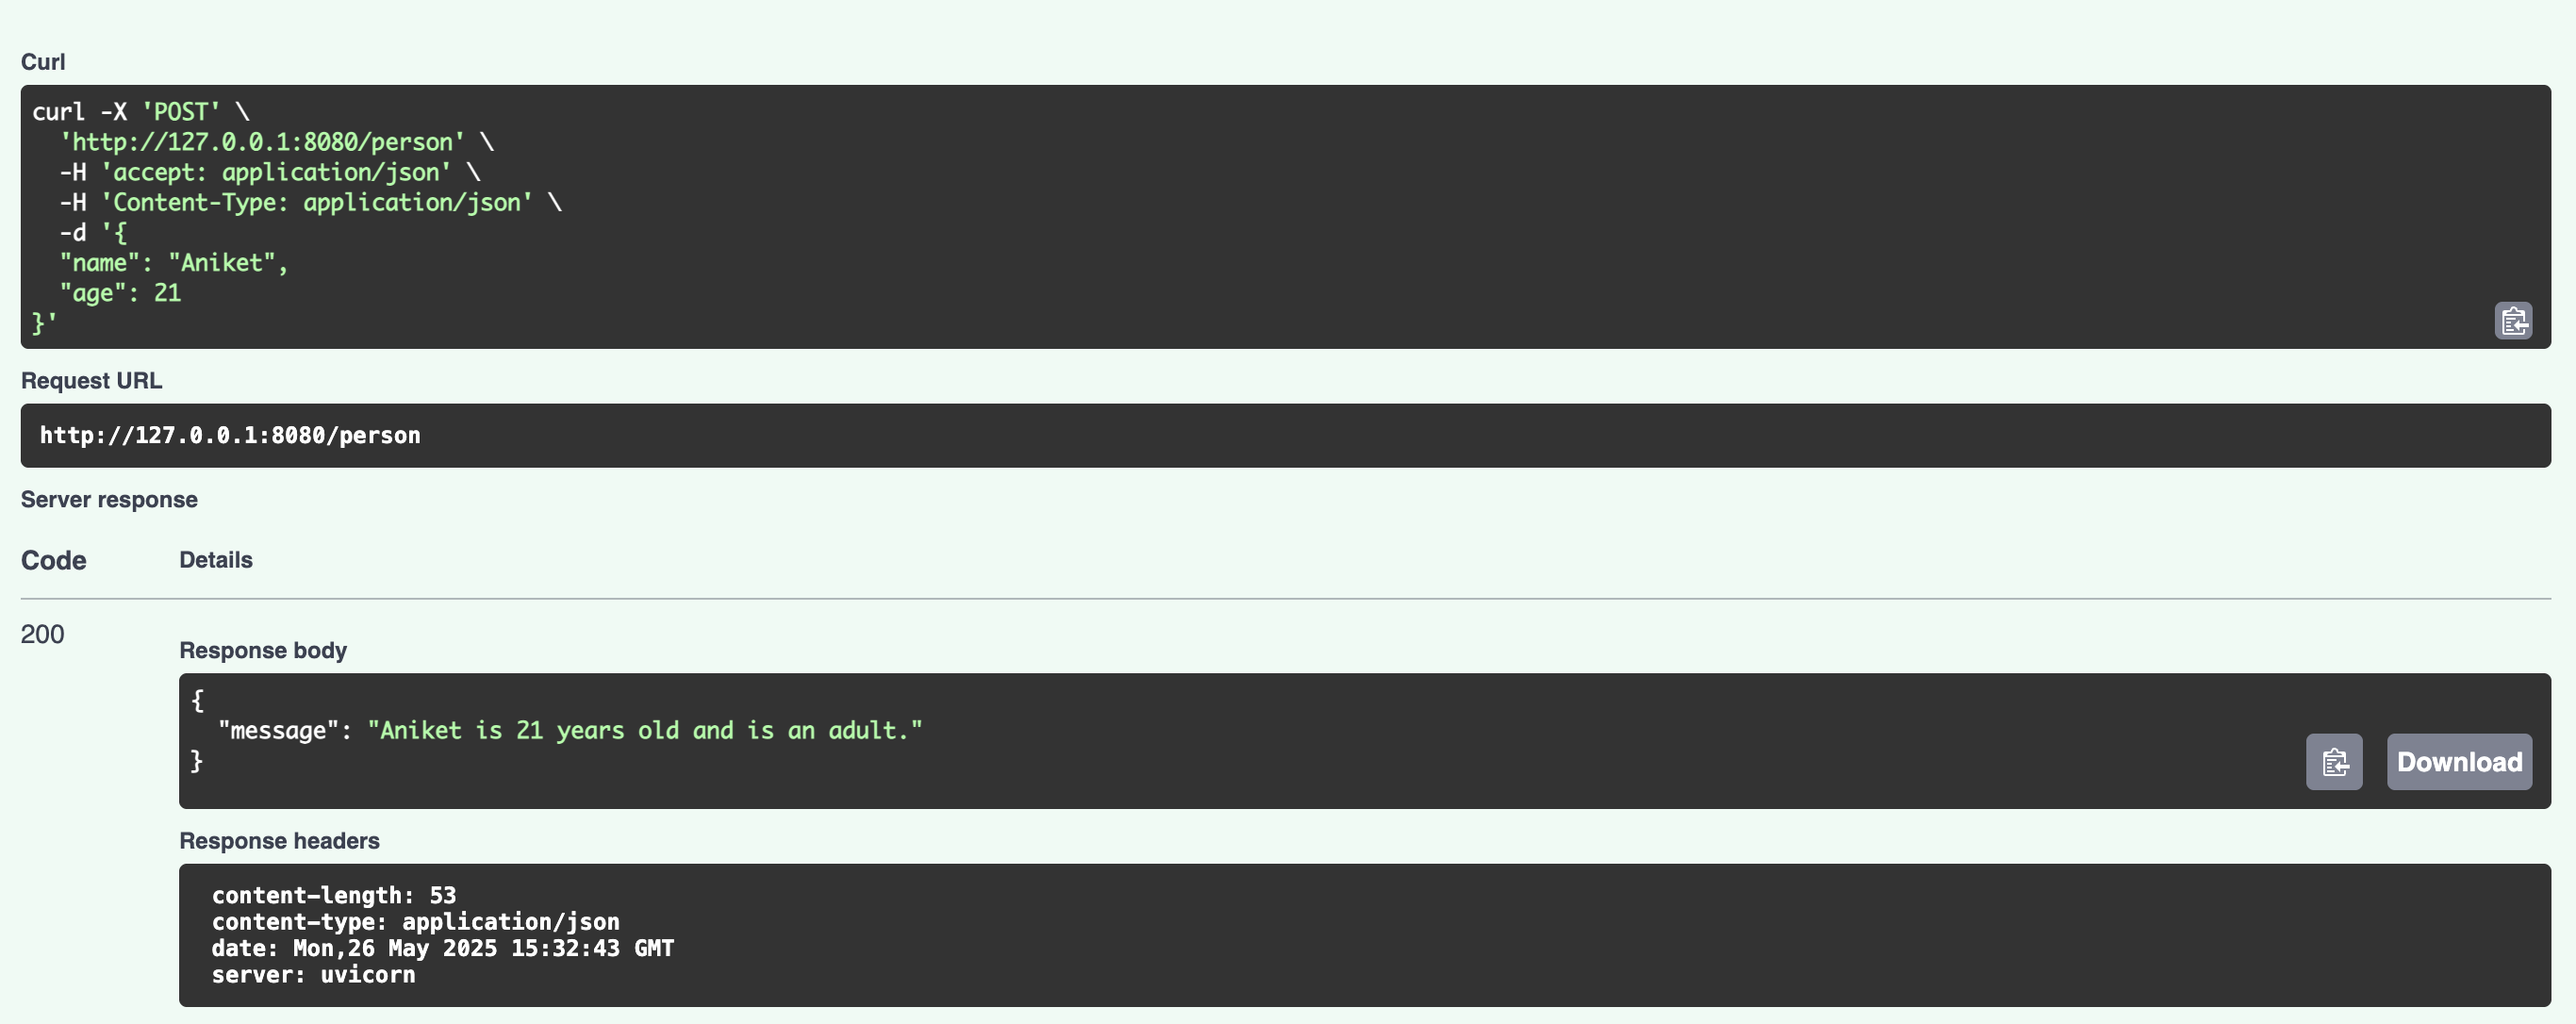 Curl
curl -X 'POST' \
  'http://127.0.0.1:8080/person' \
  -H 'accept: application/json' \
  -H 'Content-Type: application/json' \
  -d '{
  "name": "Aniket",
  "age": 21
}'
Request URL
http://127.0.0.1:8080/person
Server response
Code Details
200
Response body
{
  "message": "Aniket is 21 years old and is an adult."
}
Download
Response headers
content-length: 53
content-type: application/json
date: Mon,26 May 2025 15:32:43 GMT
server: uvicorn